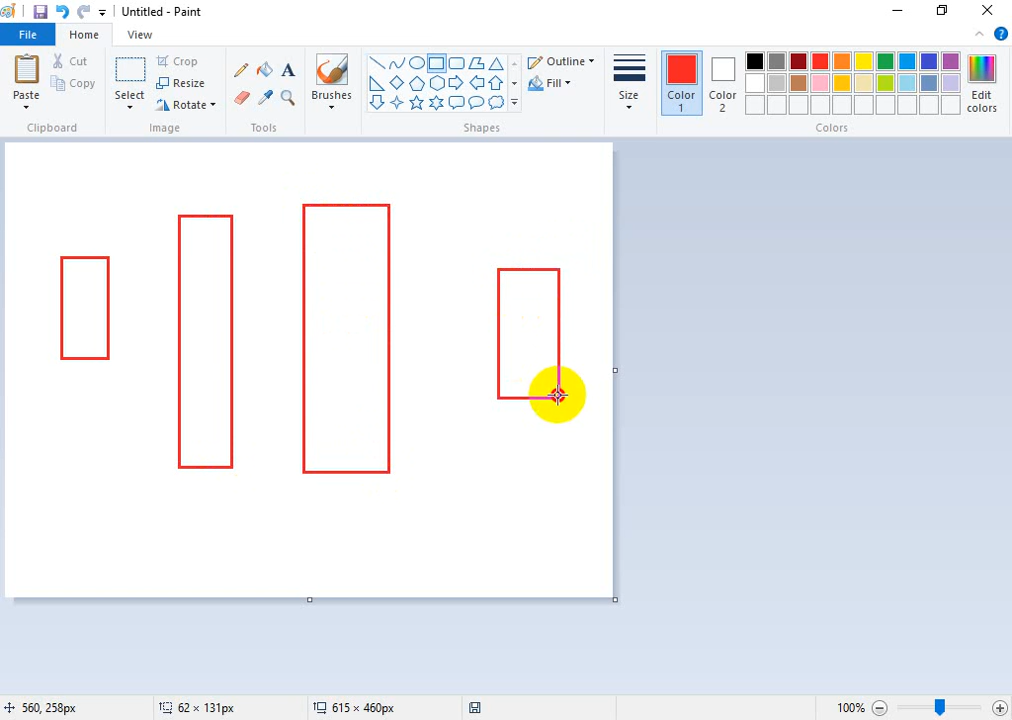 Untitled - Paint
File
Home
View
Paste
Cut
Copy
Clipboard
Select
Crop
Resize
Rotate
Image
A
Tools
Brushes
Outline
Fill
Shapes
Size
Color
1
Color
2
Edit
colors
Colors
560, 258px
62 × 131px
615 × 460px
100%